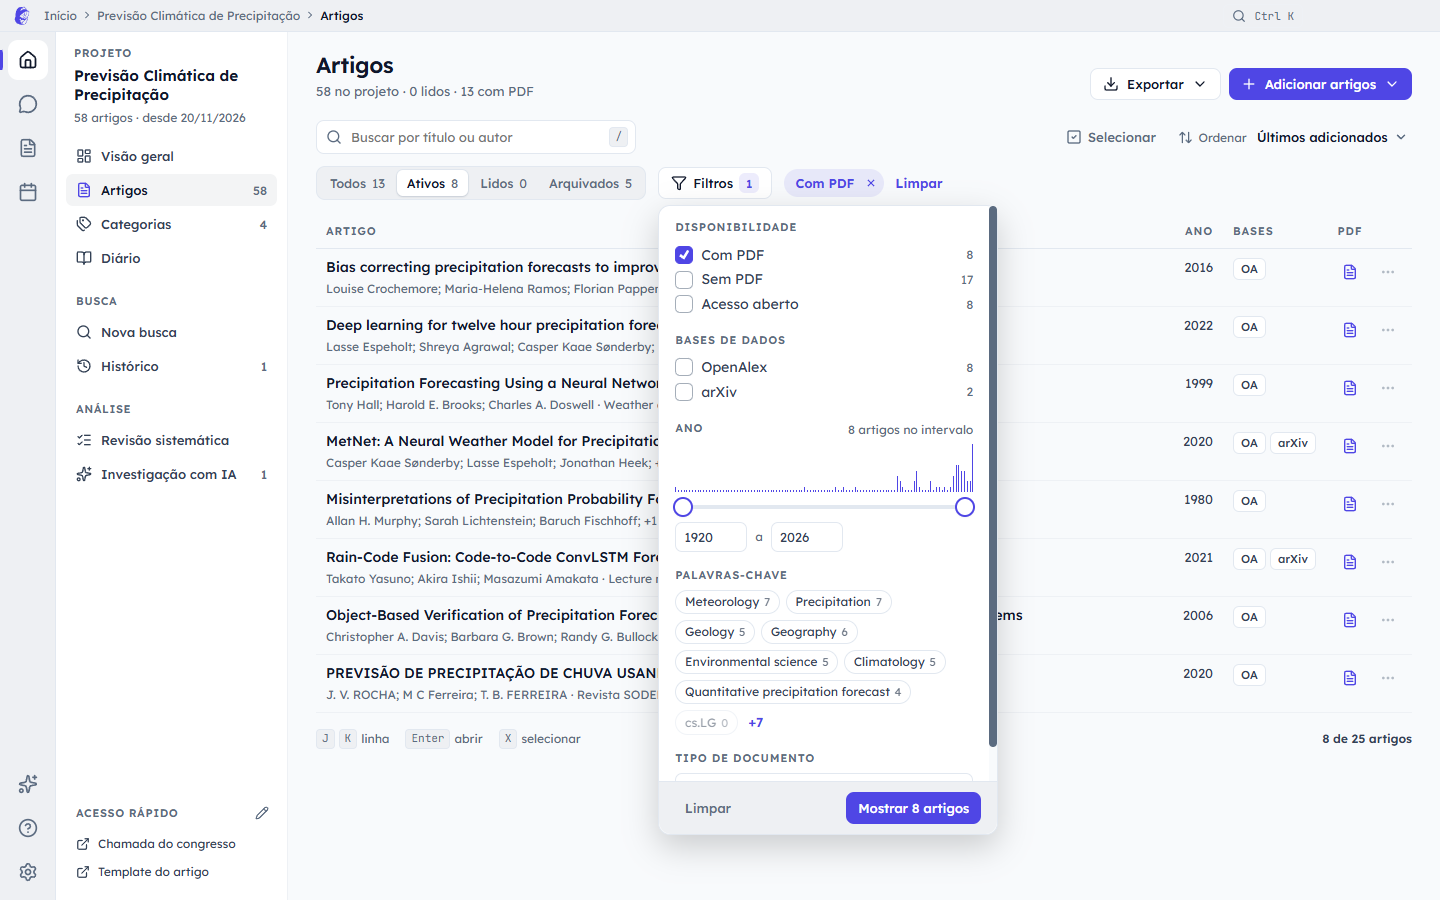 Início > Previsão Climática de Precipitação > Artigos
Ctrl K
PROJETO
Previsão Climática de
Precipitação
58 artigos · desde 20/11/2026
Visão geral
Artigos 58
Categorias 4
Diário
BUSCA
Nova busca
Histórico 1
ANÁLISE
Revisão sistemática
Investigação com IA 1
ACESSO RÁPIDO
Chamada do congresso
Template do artigo
Artigos
58 no projeto · 0 lidos · 13 com PDF
Exportar
Adicionar artigos
Buscar por título ou autor /
Selecionar
Ordenar Últimos adicionados
Todos 13 Ativos 8 Lidos 0 Arquivados 5
Filtros 1
Com PDF ×
Limpar
ARTIGO ANO BASES PDF
Bias correcting precipitation forecasts to improv 2016 OA
Louise Crochemore; Maria-Helena Ramos; Florian Papper
Deep learning for twelve hour precipitation fore 2022 OA
Lasse Espeholt; Shreya Agrawal; Casper Kaae Sønderby;
Precipitation Forecasting Using a Neural Networ 1999 OA
Tony Hall; Harold E. Brooks; Charles A. Doswell · Weather
MetNet: A Neural Weather Model for Precipitatio 2020 OA arXiv
Casper Kaae Sønderby; Lasse Espeholt; Jonathan Heek; +
Misinterpretations of Precipitation Probability Fo 1980 OA
Allan H. Murphy; Sarah Lichtenstein; Baruch Fischhoff; +1
Rain-Code Fusion: Code-to-Code ConvLSTM Fore 2021 OA arXiv
Takato Yasuno; Akira Ishii; Masazumi Amakata · Lecture
Object-Based Verification of Precipitation Forec ems 2006 OA
Christopher A. Davis; Barbara G. Brown; Randy G. Bullock
PREVISÃO DE PRECIPITAÇÃO DE CHUVA USAN 2020 OA
J. V. ROCHA; M C Ferreira; T. B. FERREIRA · Revista SODE
J K linha Enter abrir X selecionar
8 de 25 artigos
DISPONIBILIDADE
Com PDF 8
Sem PDF 17
Acesso aberto 8
BASES DE DADOS
OpenAlex 8
arXiv 2
ANO 8 artigos no intervalo
1920 a 2026
PALAVRAS-CHAVE
Meteorology 7 Precipitation 7
Geology 5 Geography 6
Environmental science 5 Climatology 5
Quantitative precipitation forecast 4
cs.LG 0 +7
TIPO DE DOCUMENTO
Limpar
Mostrar 8 artigos